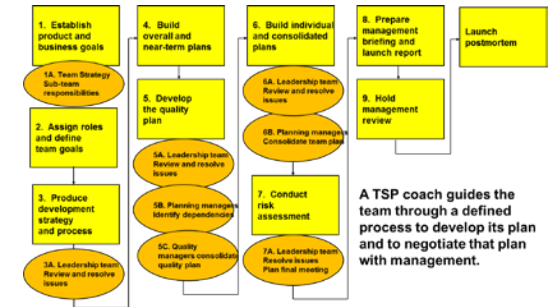 1. Establish
product and
business goals
1A. Team Strategy
Sub-team
responsibilities
2. Assign roles
and define
team goals
3. Produce
development
strategy
and process
3A. Leadership team
Review and resolve
issues
4. Build
overall and
near-term plans
5. Develop
the quality
plan
5A. Leadership team
Review and resolve
issues
5B. Planning managers
Identify dependencies
5C. Quality
managers consolidate
quality plan
6. Build individual
and consolidated
plans
6A. Leadership team
Review and resolve
issues
6B. Planning managers
Consolidate team plan
7. Conduct
risk
assessment
7A. Leadership team
Resolve issues
Plan final meeting
8. Prepare
management
briefing and
launch report
9. Hold
management
review
Launch
postmortem
A TSP coach guides the
team through a defined
process to develop its plan
and to negotiate that plan
with management.